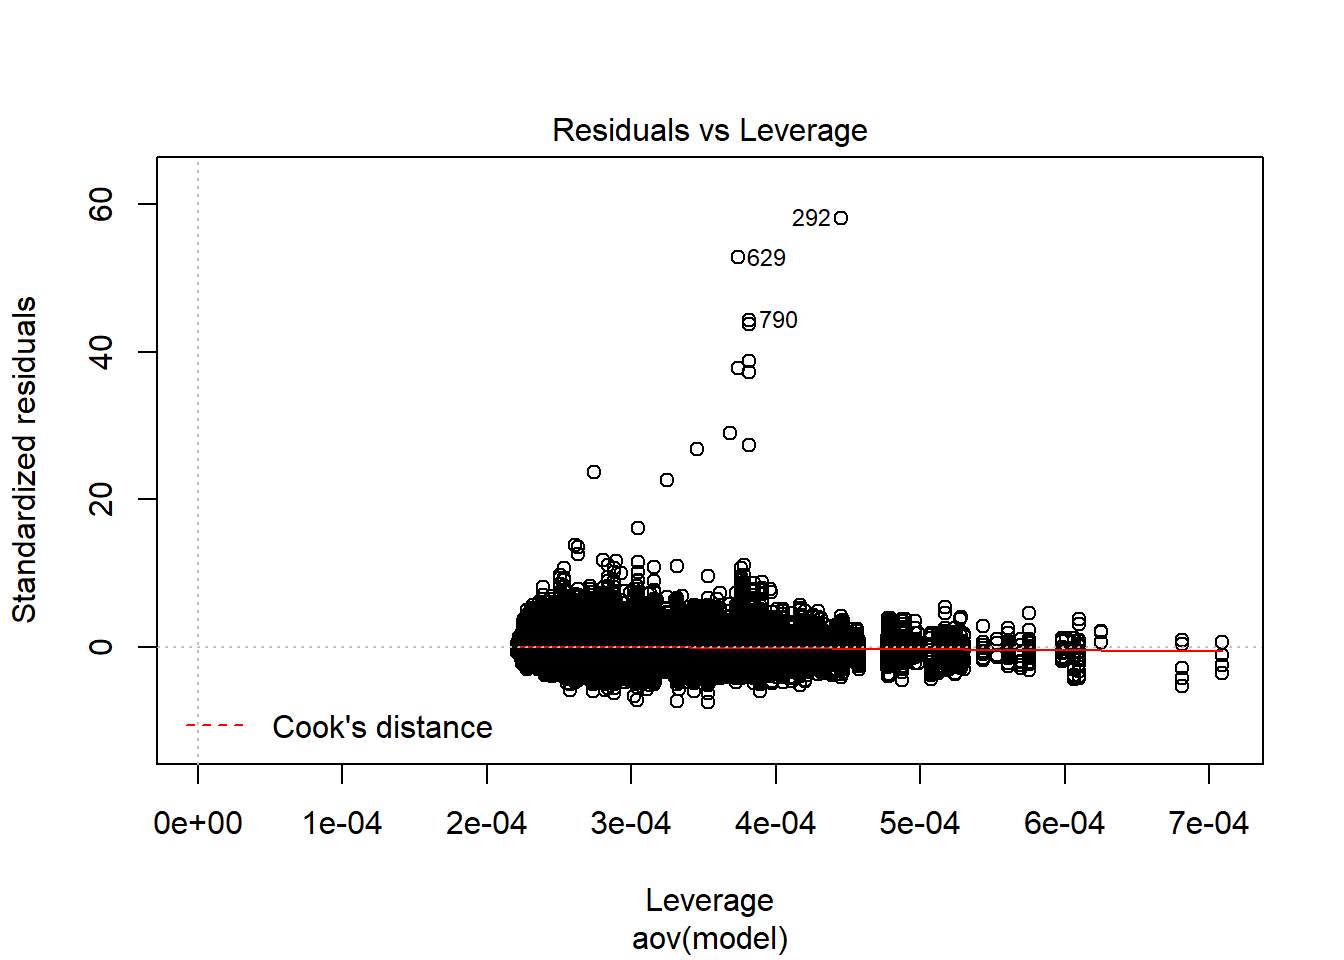 Residuals vs Leverage
Standardized residuals
60
40
20
0
292
629
790
Cook's distance
0e+00 1e-04 2e-04 3e-04 4e-04 5e-04 6e-04 7e-04
Leverage
aov(model)